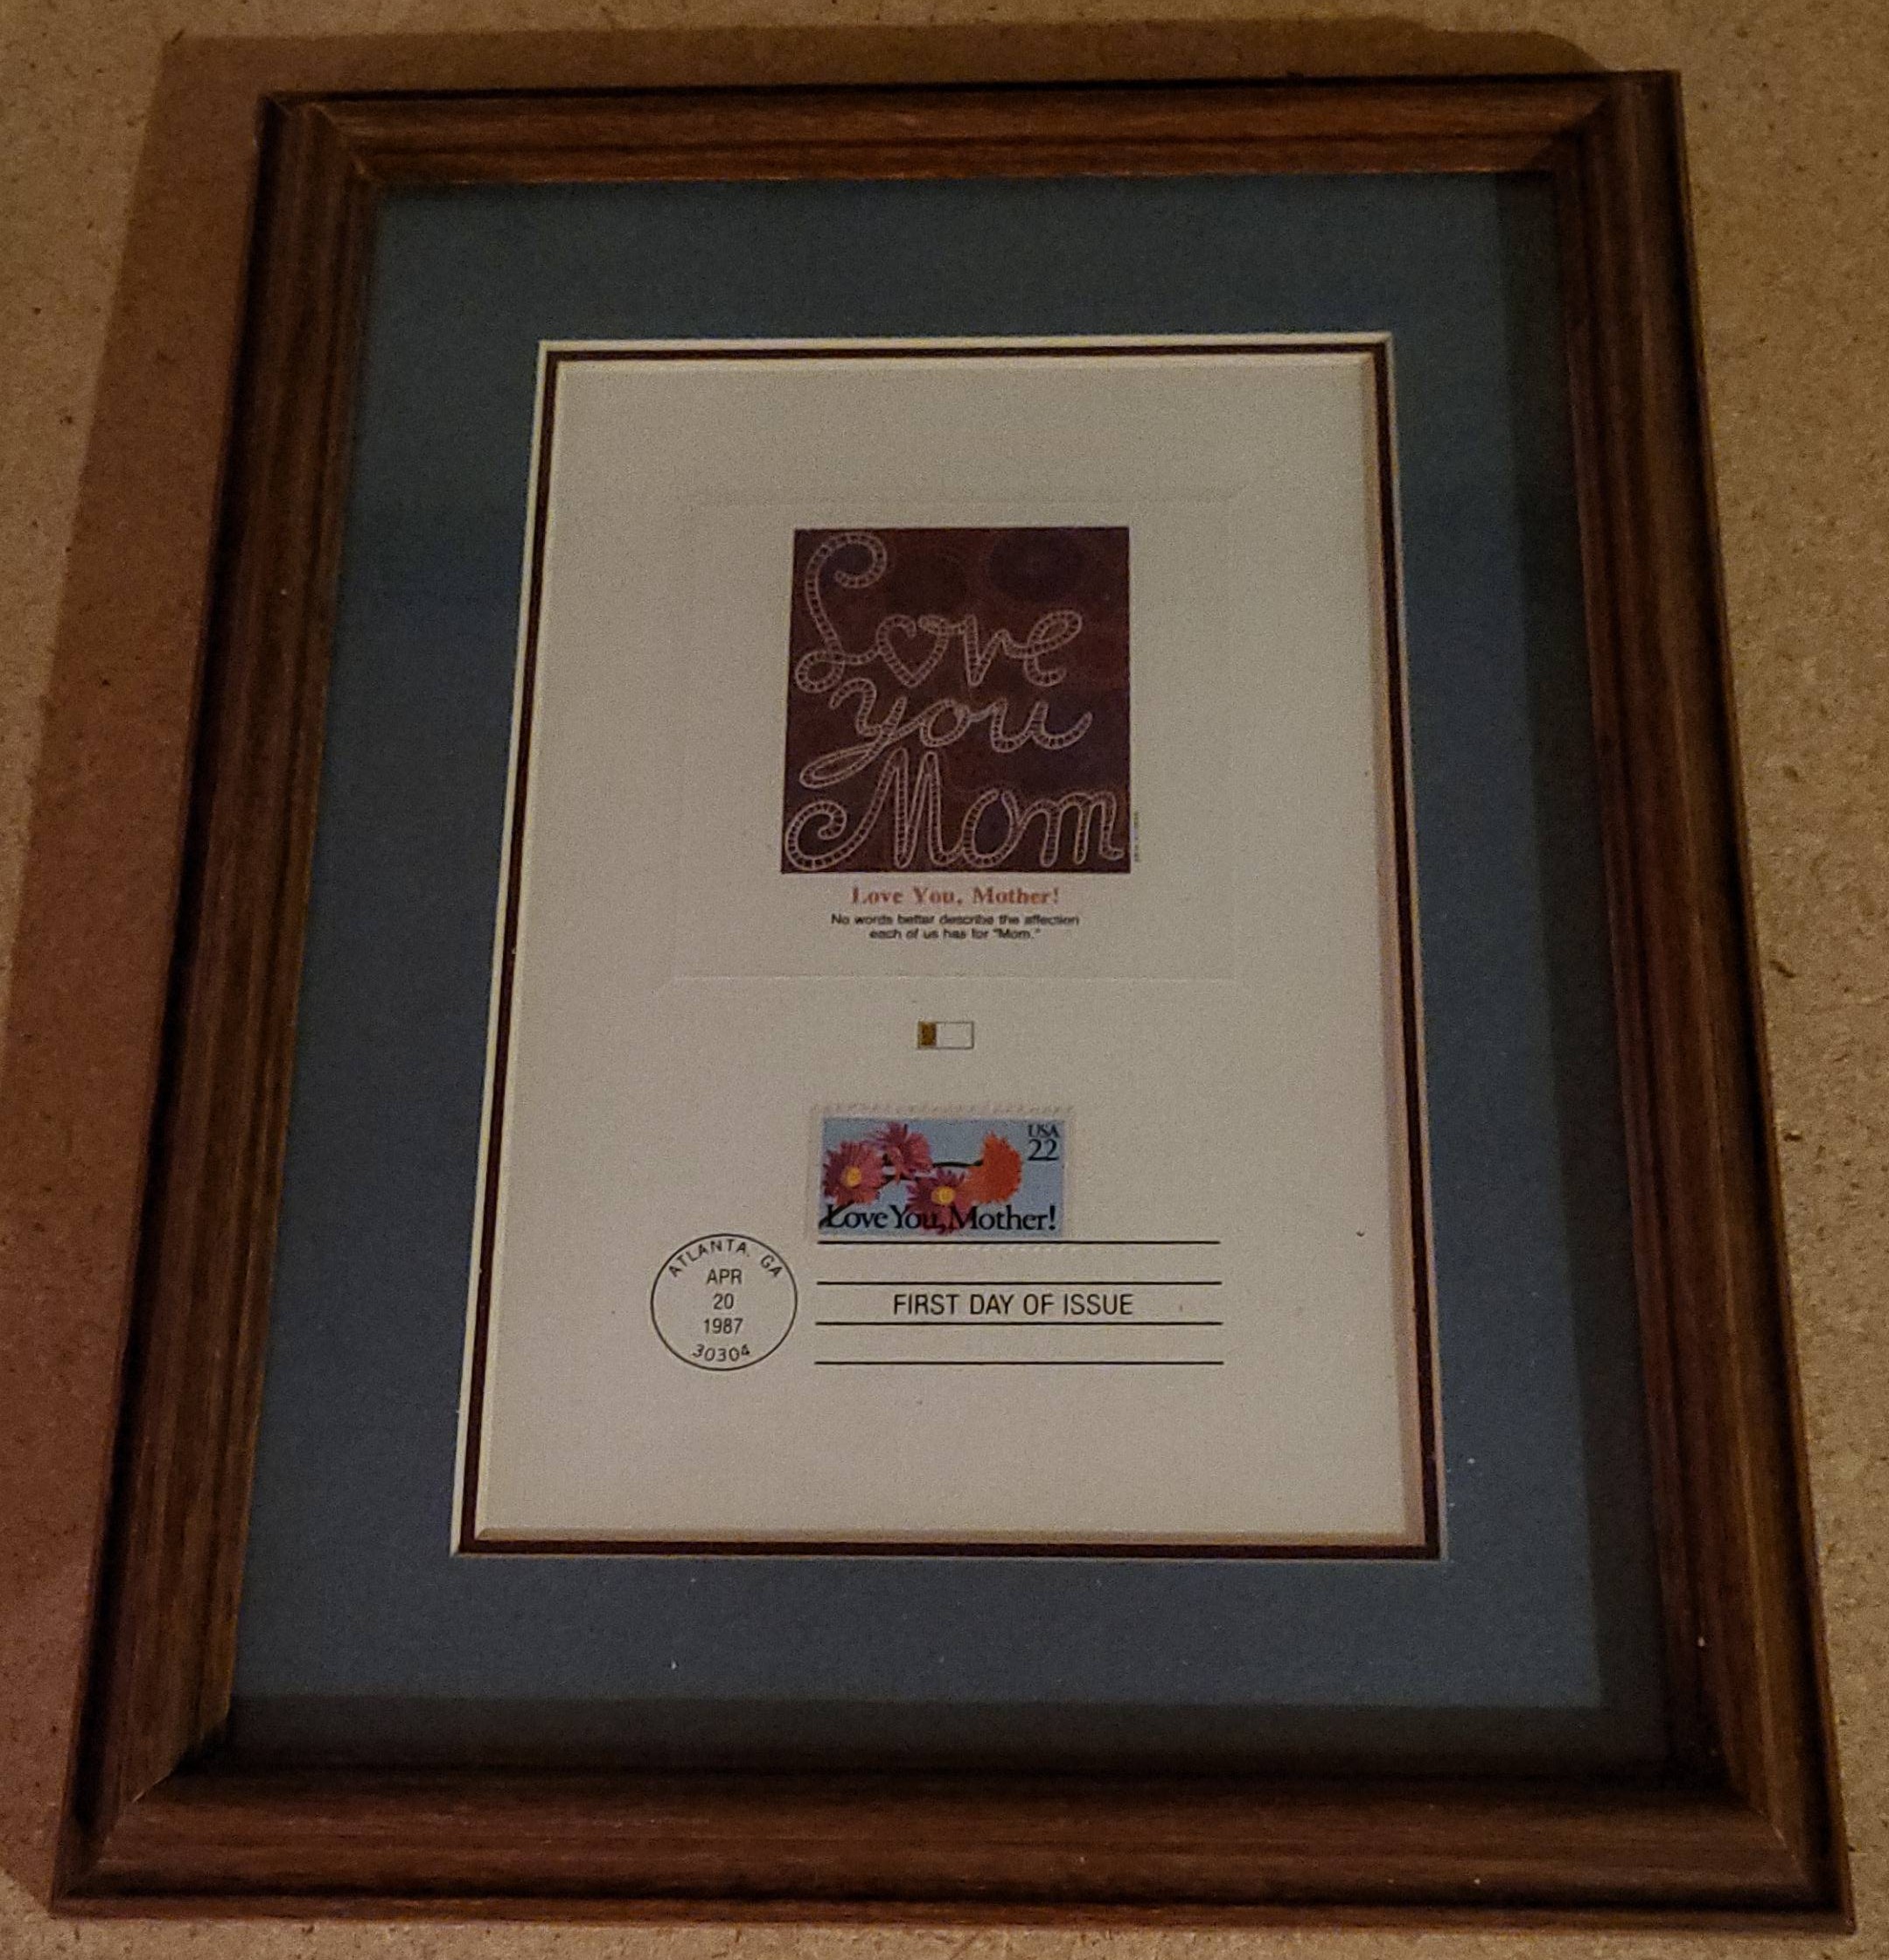 Love
you
Mom
Love You, Mother!
No words better describe the affection
each of us has for "Mom."
USA
22
Love You, Mother!
ATLANTA, GA
APR
20
1987
30304
FIRST DAY OF ISSUE